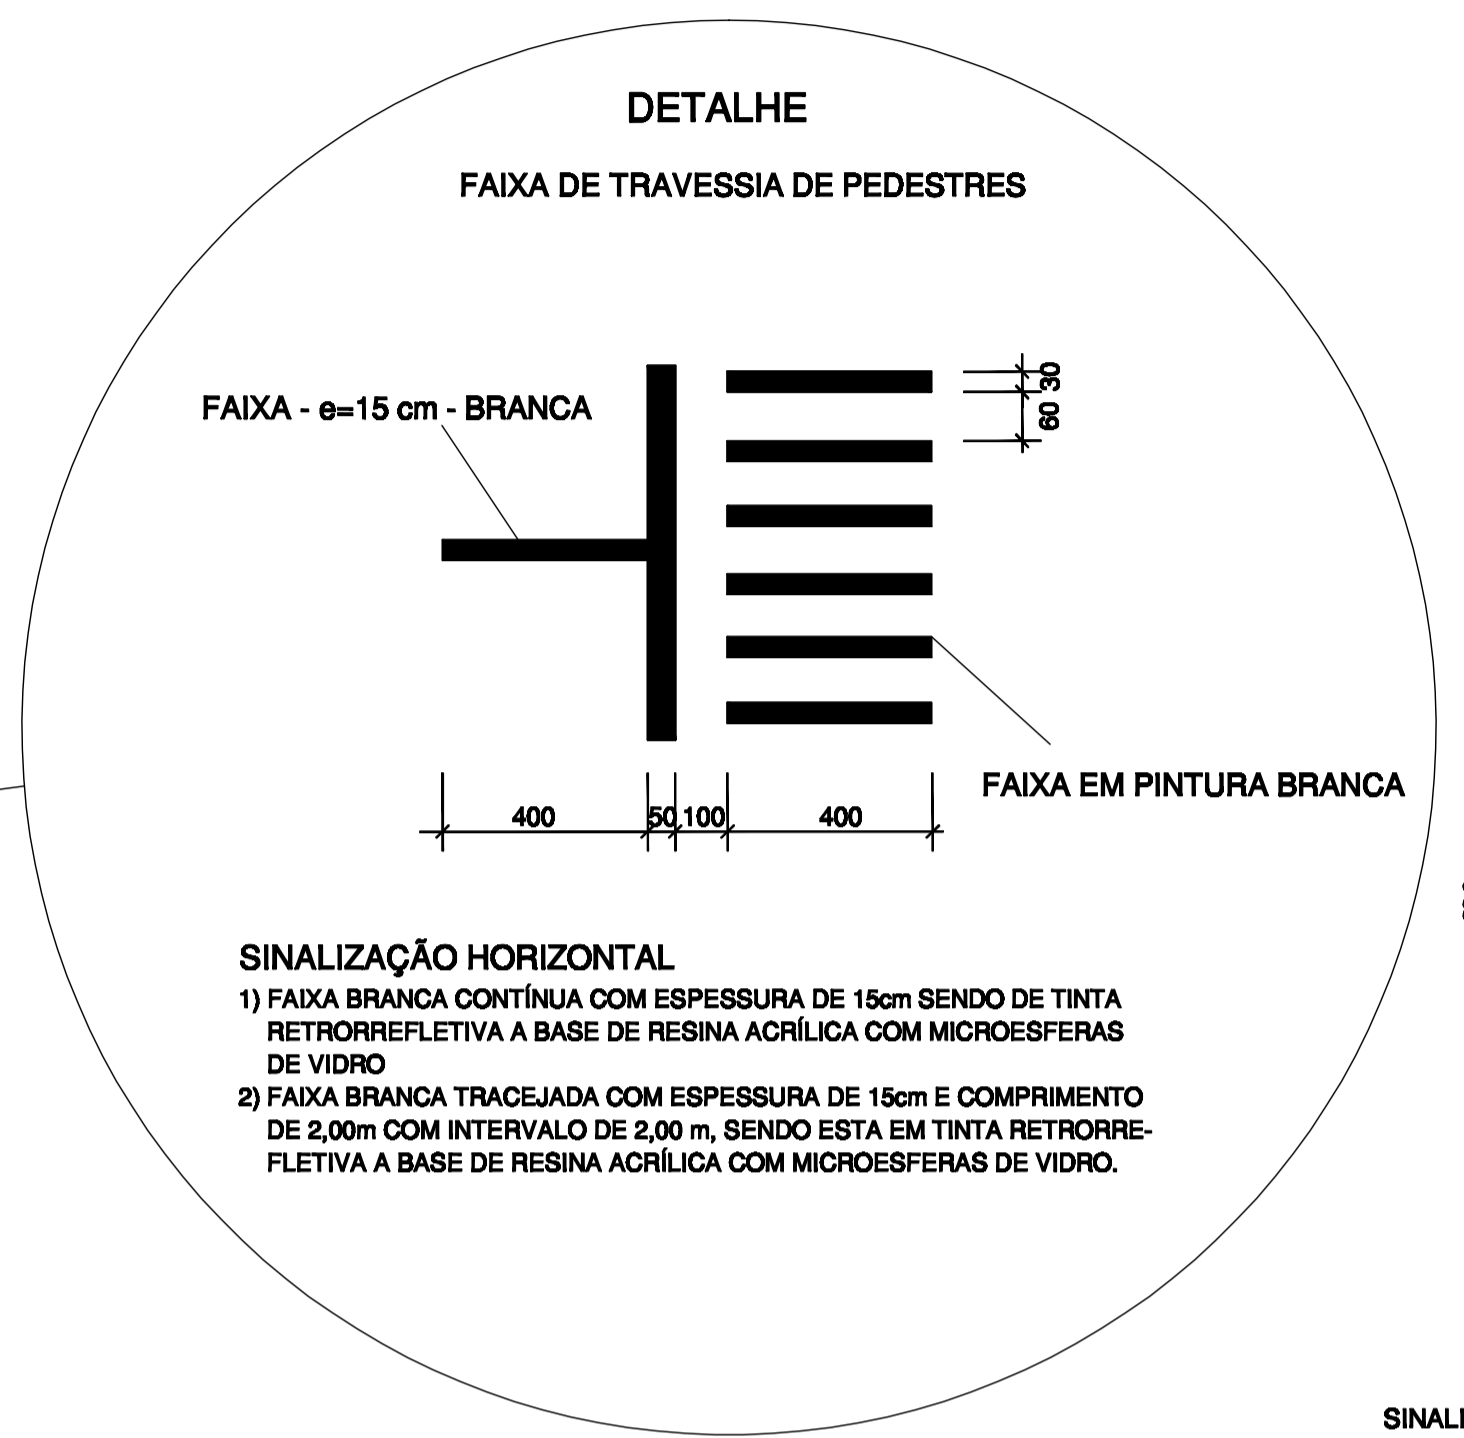 DETALHE
FAIXA DE TRAVESSIA DE PEDESTRES
FAIXA - e=15 cm - BRANCA
30
60
FAIXA EM PINTURA BRANCA
400 50 100 400
SINALIZAÇÃO HORIZONTAL
1) FAIXA BRANCA CONTÍNUA COM ESPESSURA DE 15cm SENDO DE TINTA
RETRORREFLETIVA A BASE DE RESINA ACRÍLICA COM MICROESFERAS
DE VIDRO
2) FAIXA BRANCA TRACEJADA COM ESPESSURA DE 15cm E COMPRIMENTO
DE 2,00m COM INTERVALO DE 2,00 m, SENDO ESTA EM TINTA RETRORRE-
FLETIVA A BASE DE RESINA ACRÍLICA COM MICROESFERAS DE VIDRO.